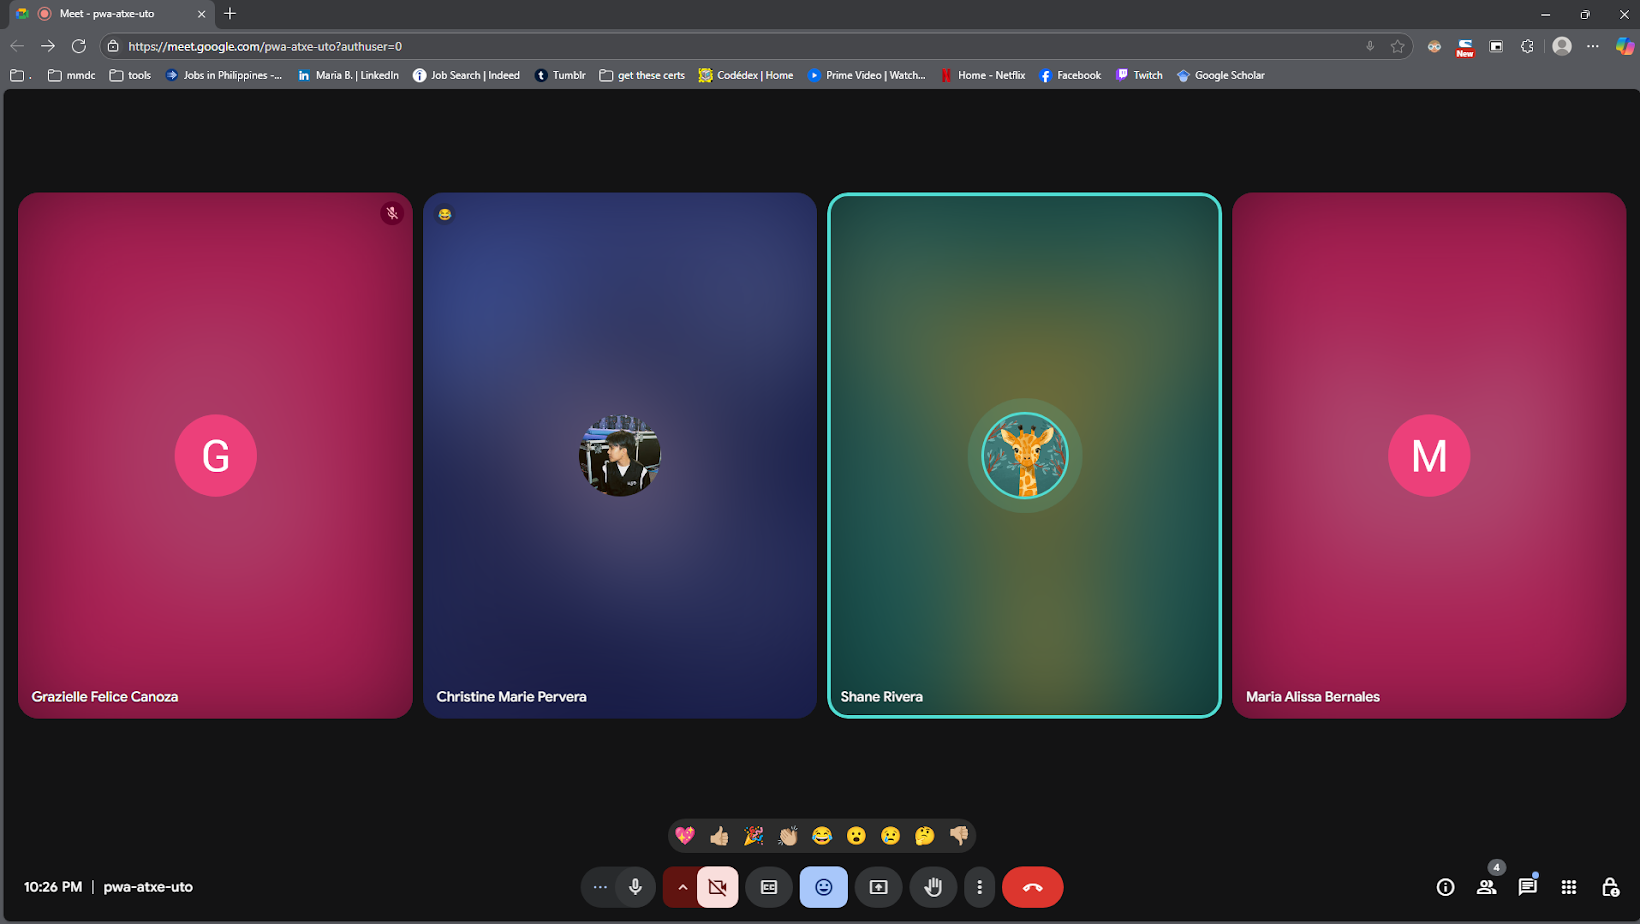 Meet - pwa-atxe-uto
https://meet.google.com/pwa-atxe-uto?authuser=0
New
. mmdc tools Jobs in Philippines -... Maria B. | LinkedIn Job Search | Indeed Tumblr get these certs Codédex | Home Prime Video | Watch... Home - Netflix Facebook Twitch Google Scholar
G
M
Grazielle Felice Canoza
Christine Marie Pervera
Shane Rivera
Maria Alissa Bernales
10:26 PM | pwa-atxe-uto
CC
4